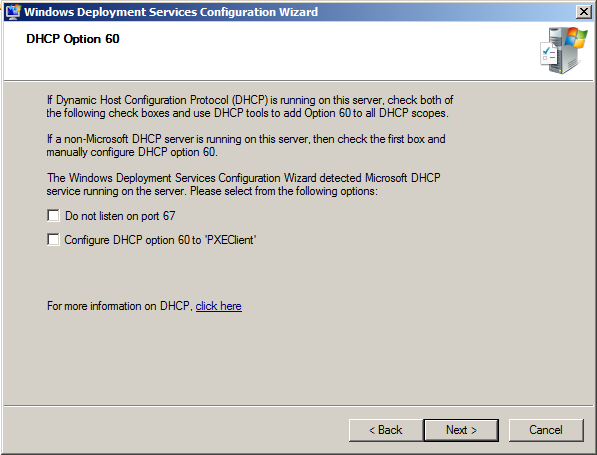 Windows Deployment Services Configuration Wizard
DHCP Option 60
If Dynamic Host Configuration Protocol (DHCP) is running on this server, check both of
the following check boxes and use DHCP tools to add Option 60 to all DHCP scopes.
If a non-Microsoft DHCP server is running on this server, then check the first box and
manually configure DHCP option 60.
The Windows Deployment Services Configuration Wizard detected Microsoft DHCP
service running on the server. Please select from the following options:
Do not listen on port 67
Configure DHCP option 60 to 'PXEClient'
For more information on DHCP, click here
< Back Next > Cancel